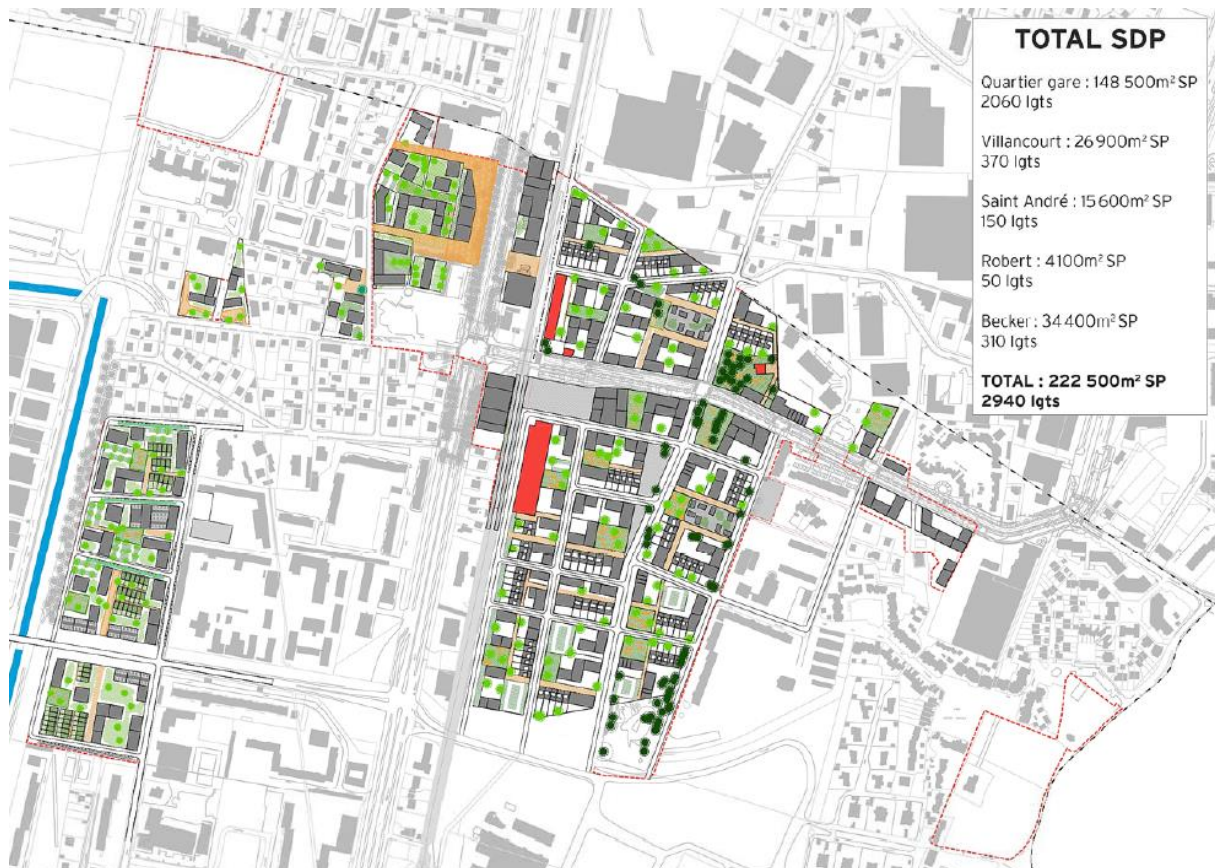 TOTAL SDP
Quartier gare : 148 500m² SP
2060 lgts
Villancourt : 26 900m² SP
370 lgts
Saint André : 15 600m² SP
150 lgts
Robert : 4100m² SP
50 lgts
Becker : 34 400m² SP
310 lgts
TOTAL : 222 500m² SP
2940 lgts